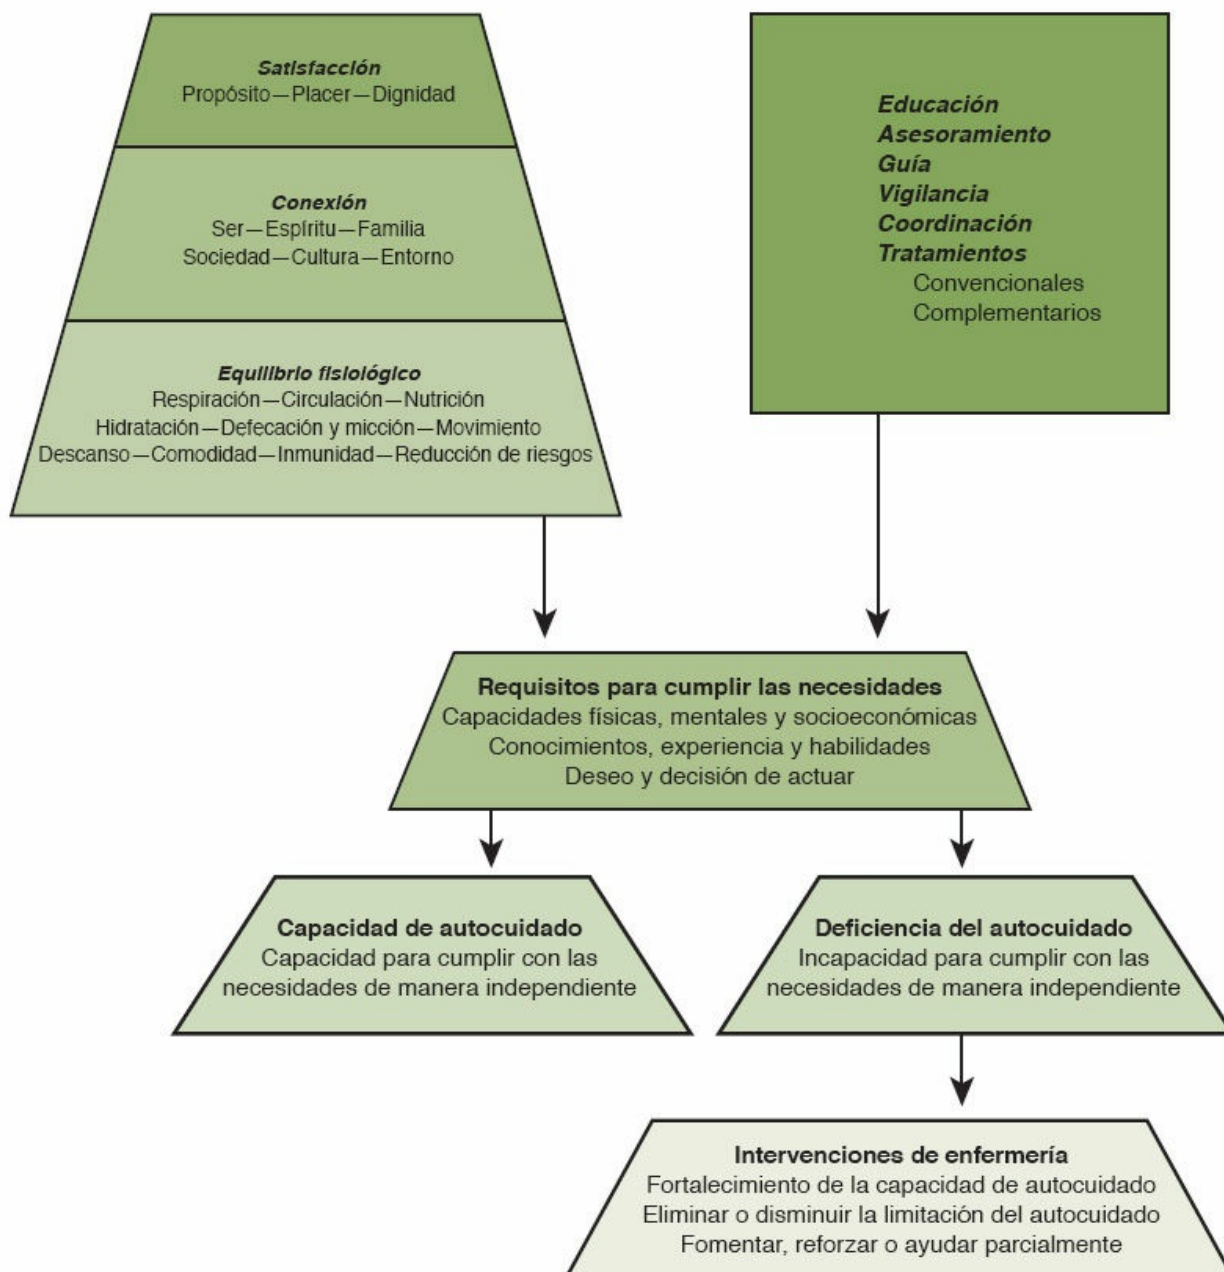 Satisfacción
Propósito—Placer—Dignidad
Conexión
Ser—Espíritu—Familia
Sociedad—Cultura—Entorno
Equilibrio fisiológico
Respiración—Circulación—Nutrición
Hidratación—Defecación y micción—Movimiento
Descanso—Comodidad—Inmunidad—Reducción de riesgos
Educación
Asesoramiento
Guía
Vigilancia
Coordinación
Tratamientos
Convencionales
Complementarios
Requisitos para cumplir las necesidades
Capacidades físicas, mentales y socioeconómicas
Conocimientos, experiencia y habilidades
Deseo y decisión de actuar
Capacidad de autocuidado
Capacidad para cumplir con las
necesidades de manera independiente
Deficiencia del autocuidado
Incapacidad para cumplir con las
necesidades de manera independiente
Intervenciones de enfermería
Fortalecimiento de la capacidad de autocuidado
Eliminar o disminuir la limitación del autocuidado
Fomentar, reforzar o ayudar parcialmente